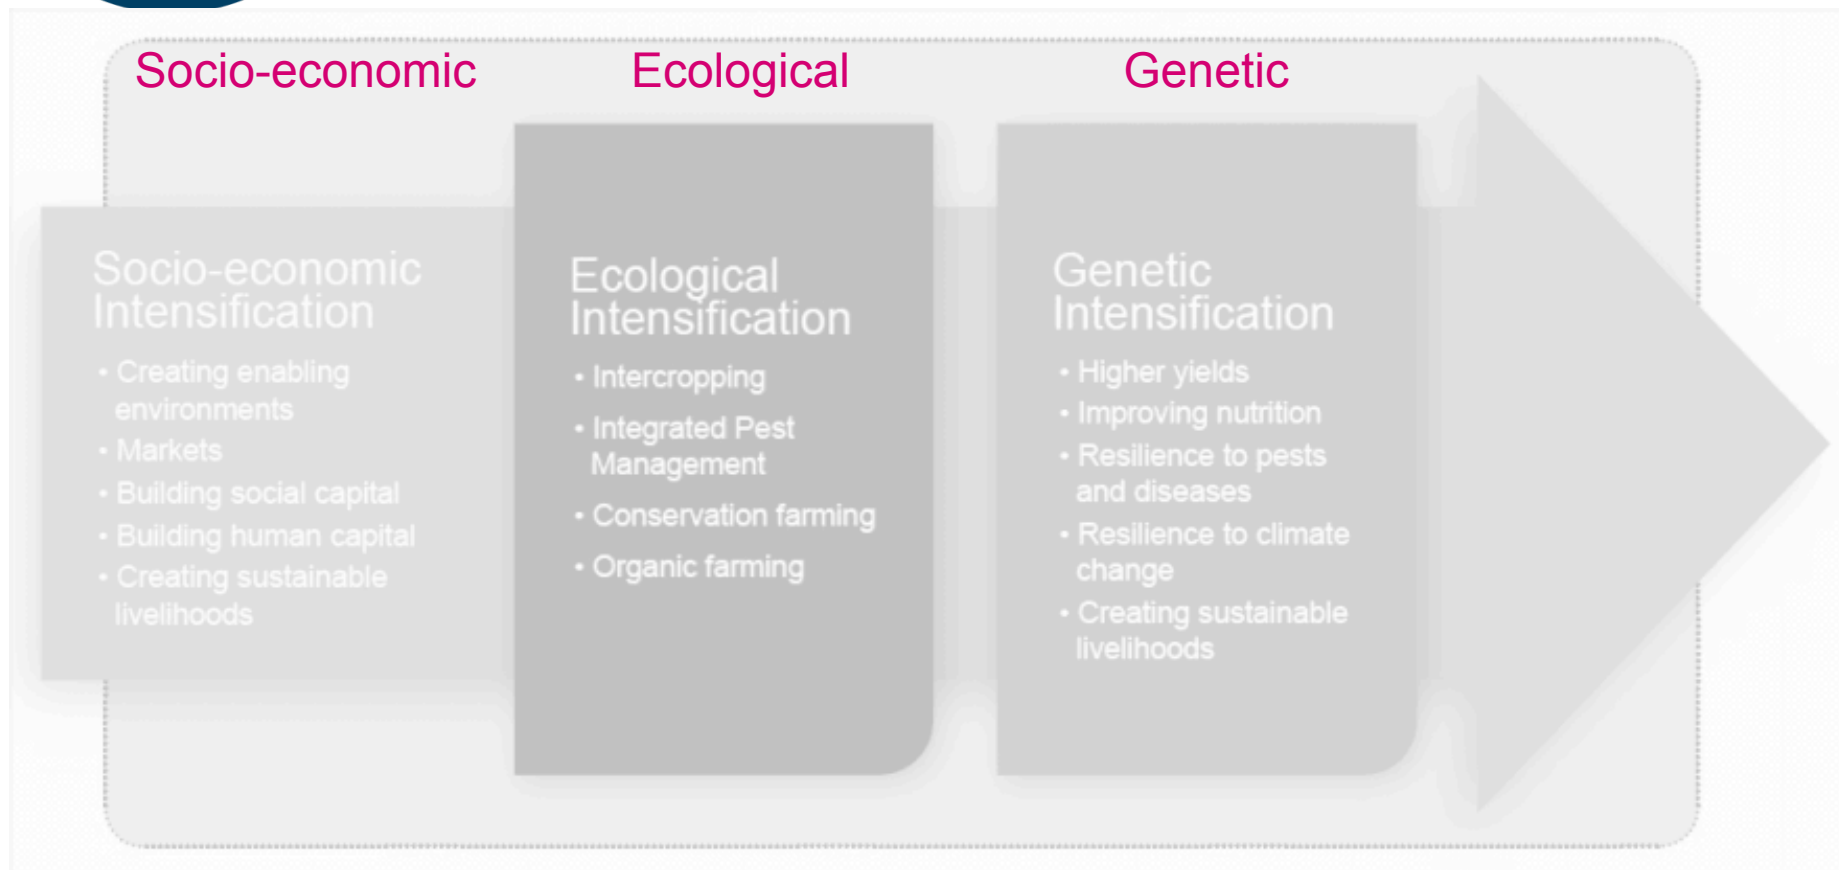 Socio-economic
Ecological
Genetic
Socio-economic
Intensification
• Creating enabling
environments
• Markets
• Building social capital
• Building human capital
• Creating sustainable
livelihoods
Ecological
Intensification
• Intercropping
• Integrated Pest
Management
• Conservation farming
• Organic farming
Genetic
Intensification
• Higher yields
• Improving nutrition
• Resilience to pests
and diseases
• Resilience to climate
change
• Creating sustainable
livelihoods